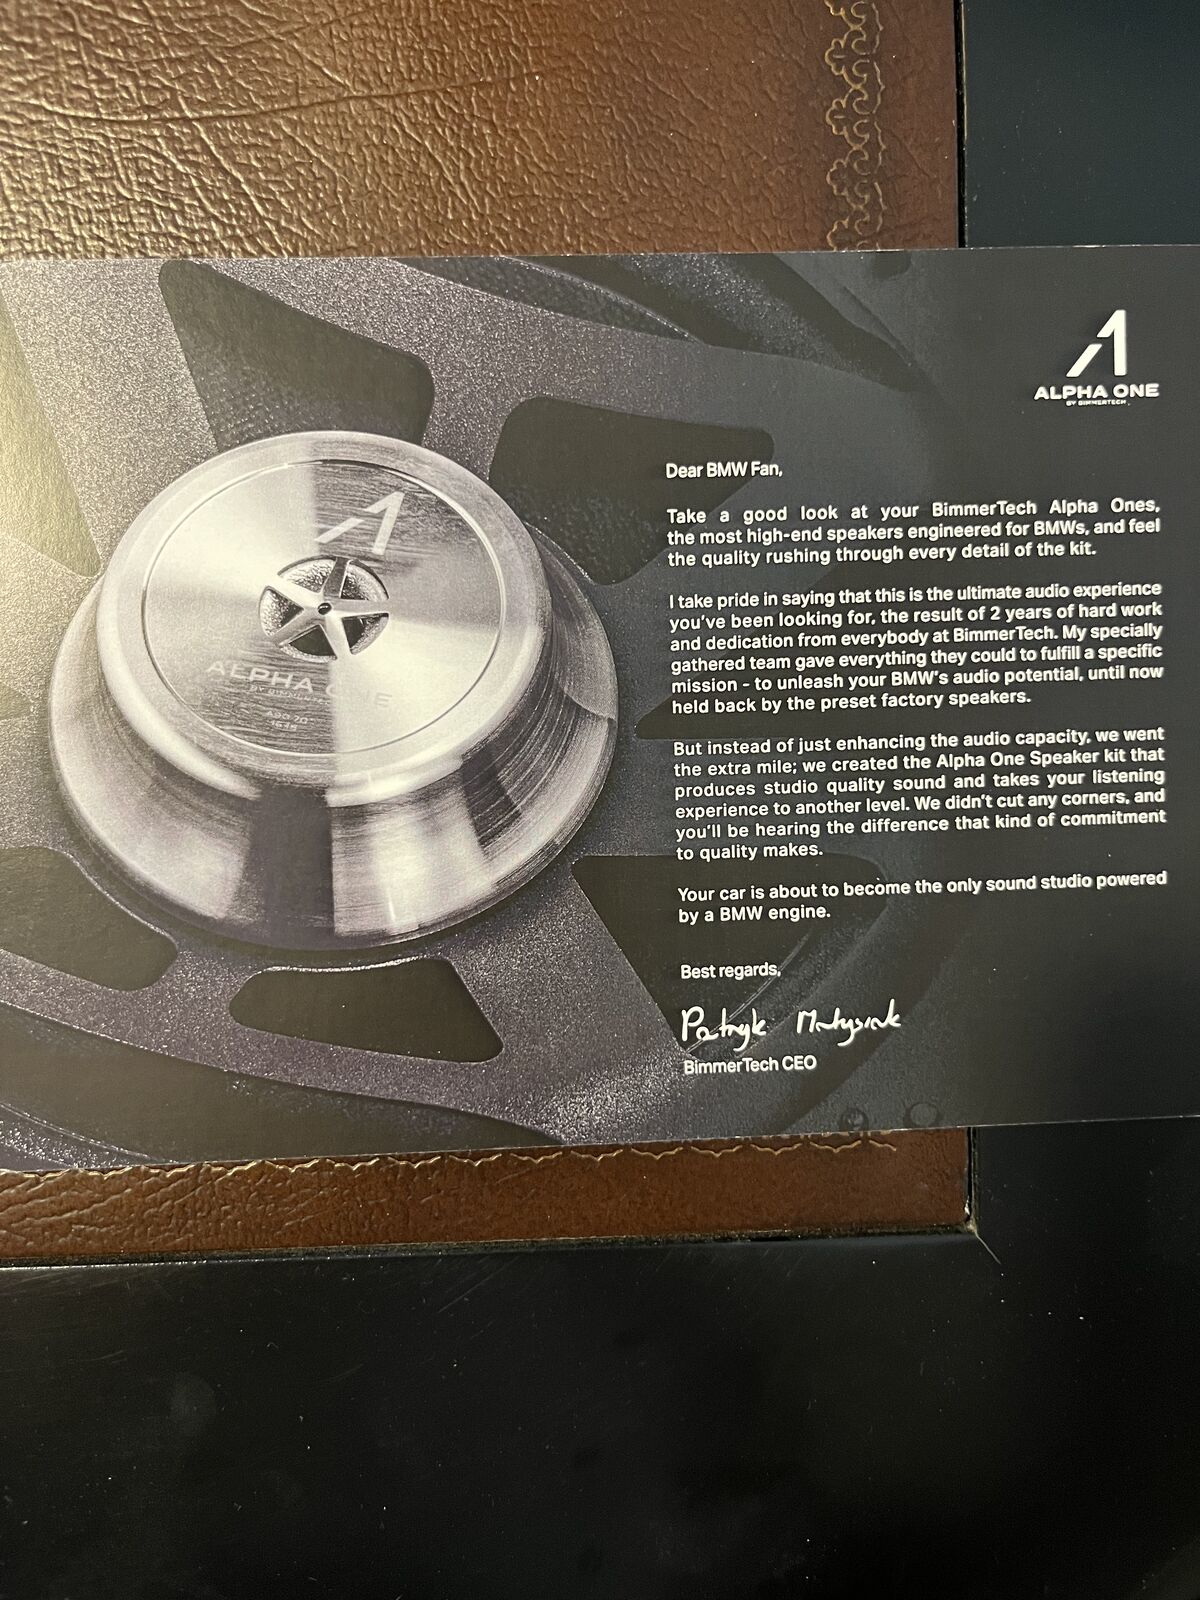 ALPHA ONE
BY BIMMERTECH
Dear BMW Fan,
Take a good look at your BimmerTech Alpha Ones,
the most high-end speakers engineered for BMWs, and feel
the quality rushing through every detail of the kit.
I take pride in saying that this is the ultimate audio experience
you've been looking for, the result of 2 years of hard work
and dedication from everybody at BimmerTech. My specially
gathered team gave everything they could to fulfill a specific
mission - to unleash your BMW's audio potential, until now
held back by the preset factory speakers.
But instead of just enhancing the audio capacity, we went
the extra mile; we created the Alpha One Speaker kit that
produces studio quality sound and takes your listening
experience to another level. We didn't cut any corners, and
you'll be hearing the difference that kind of commitment
to quality makes.
Your car is about to become the only sound studio powered
by a BMW engine.
Best regards,
Patryk Matysiak
BimmerTech CEO
ALPHA ONE